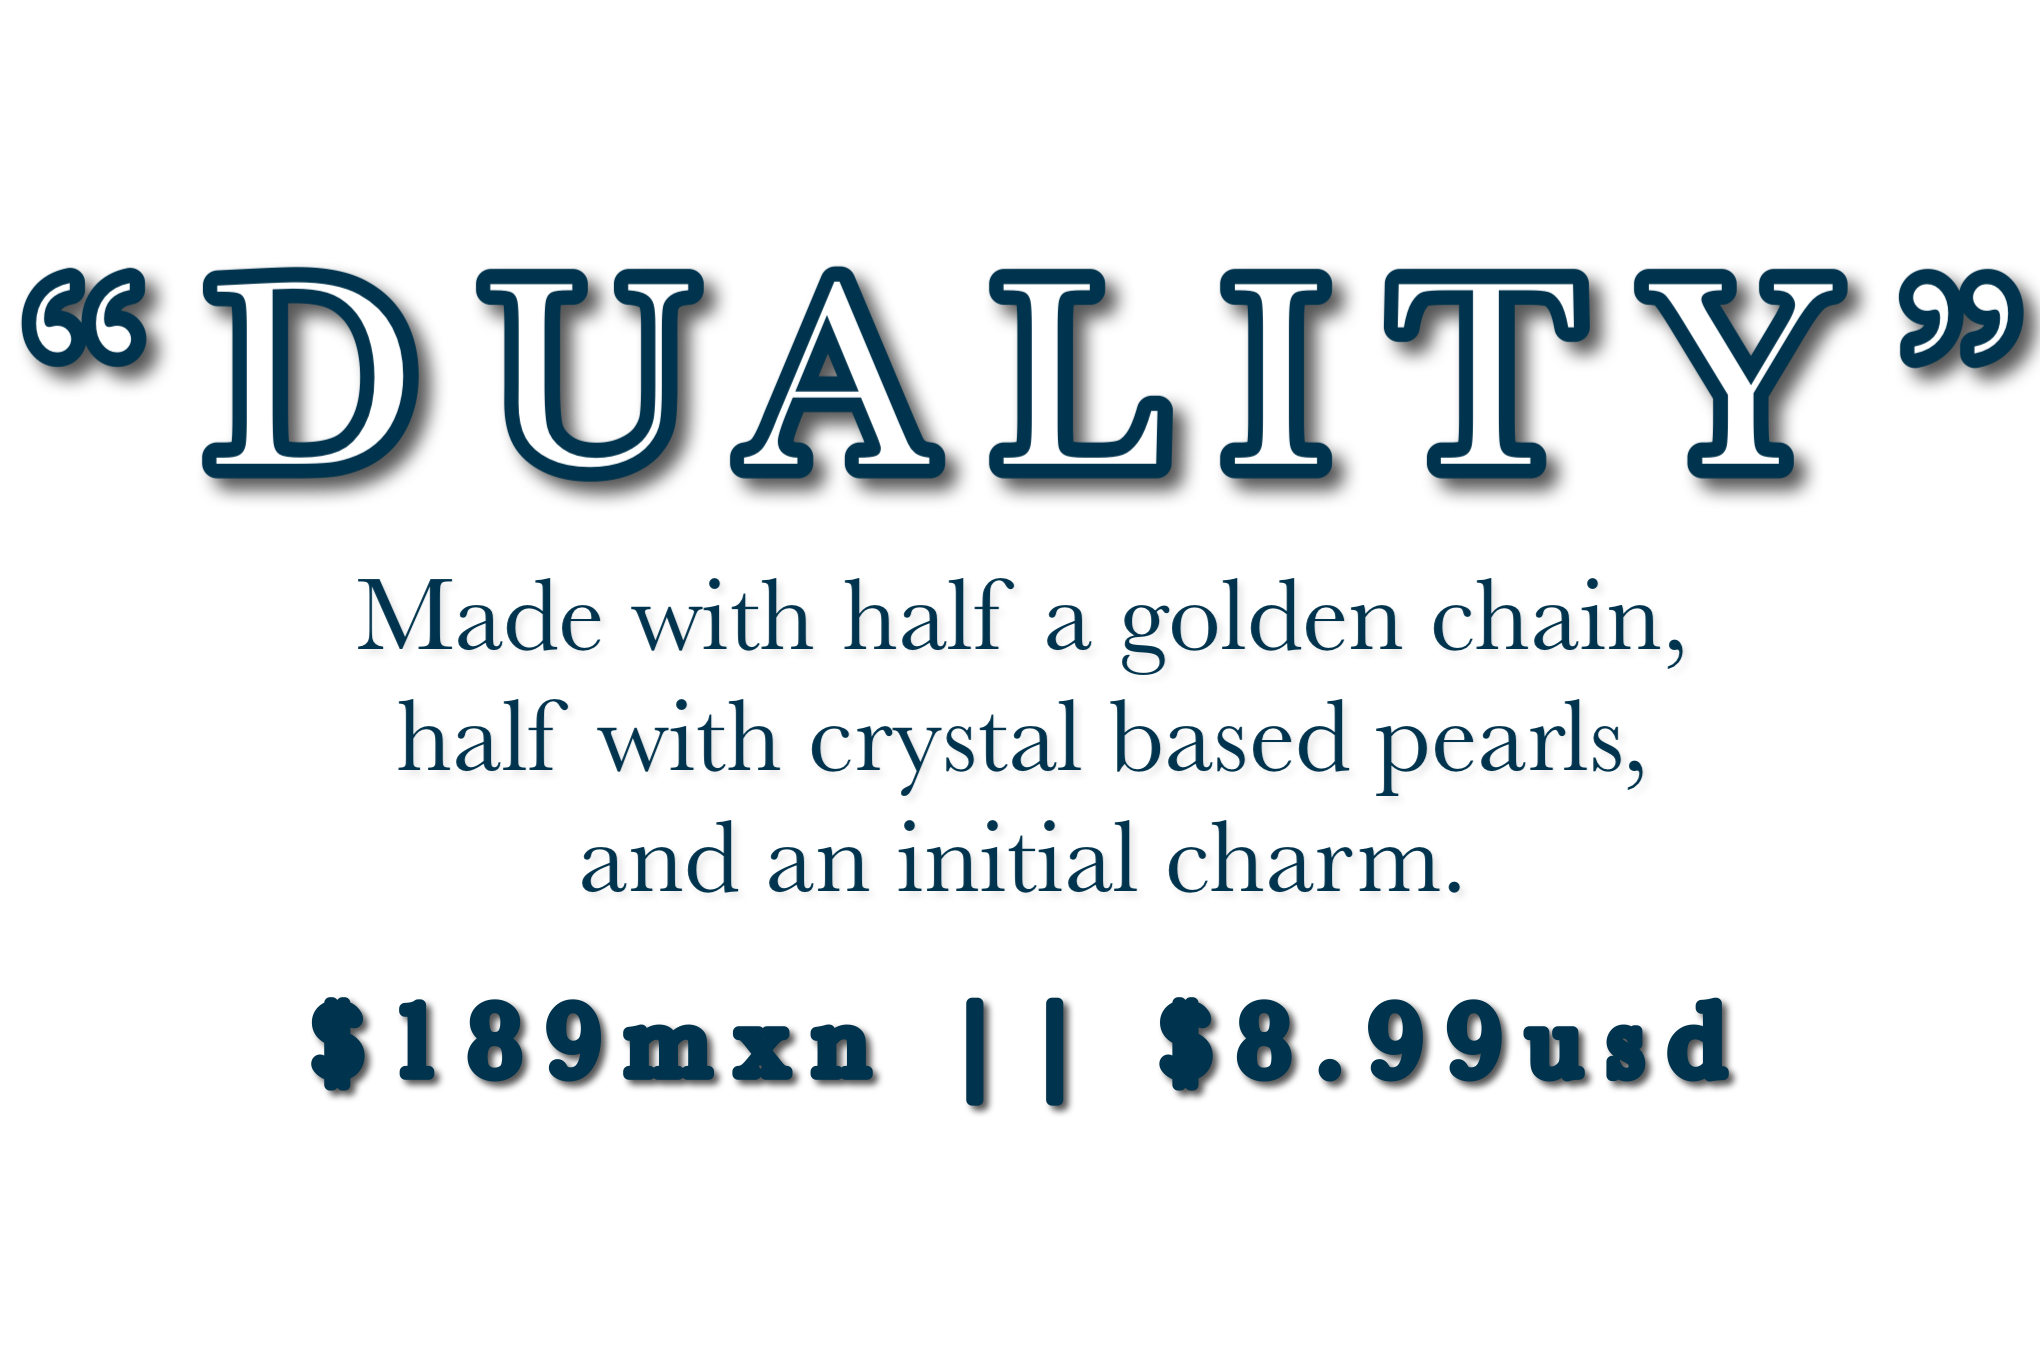 “DUALITY”
Made with half a golden chain,
half with crystal based pearls,
and an initial charm.
$189mxn || $8.99usd